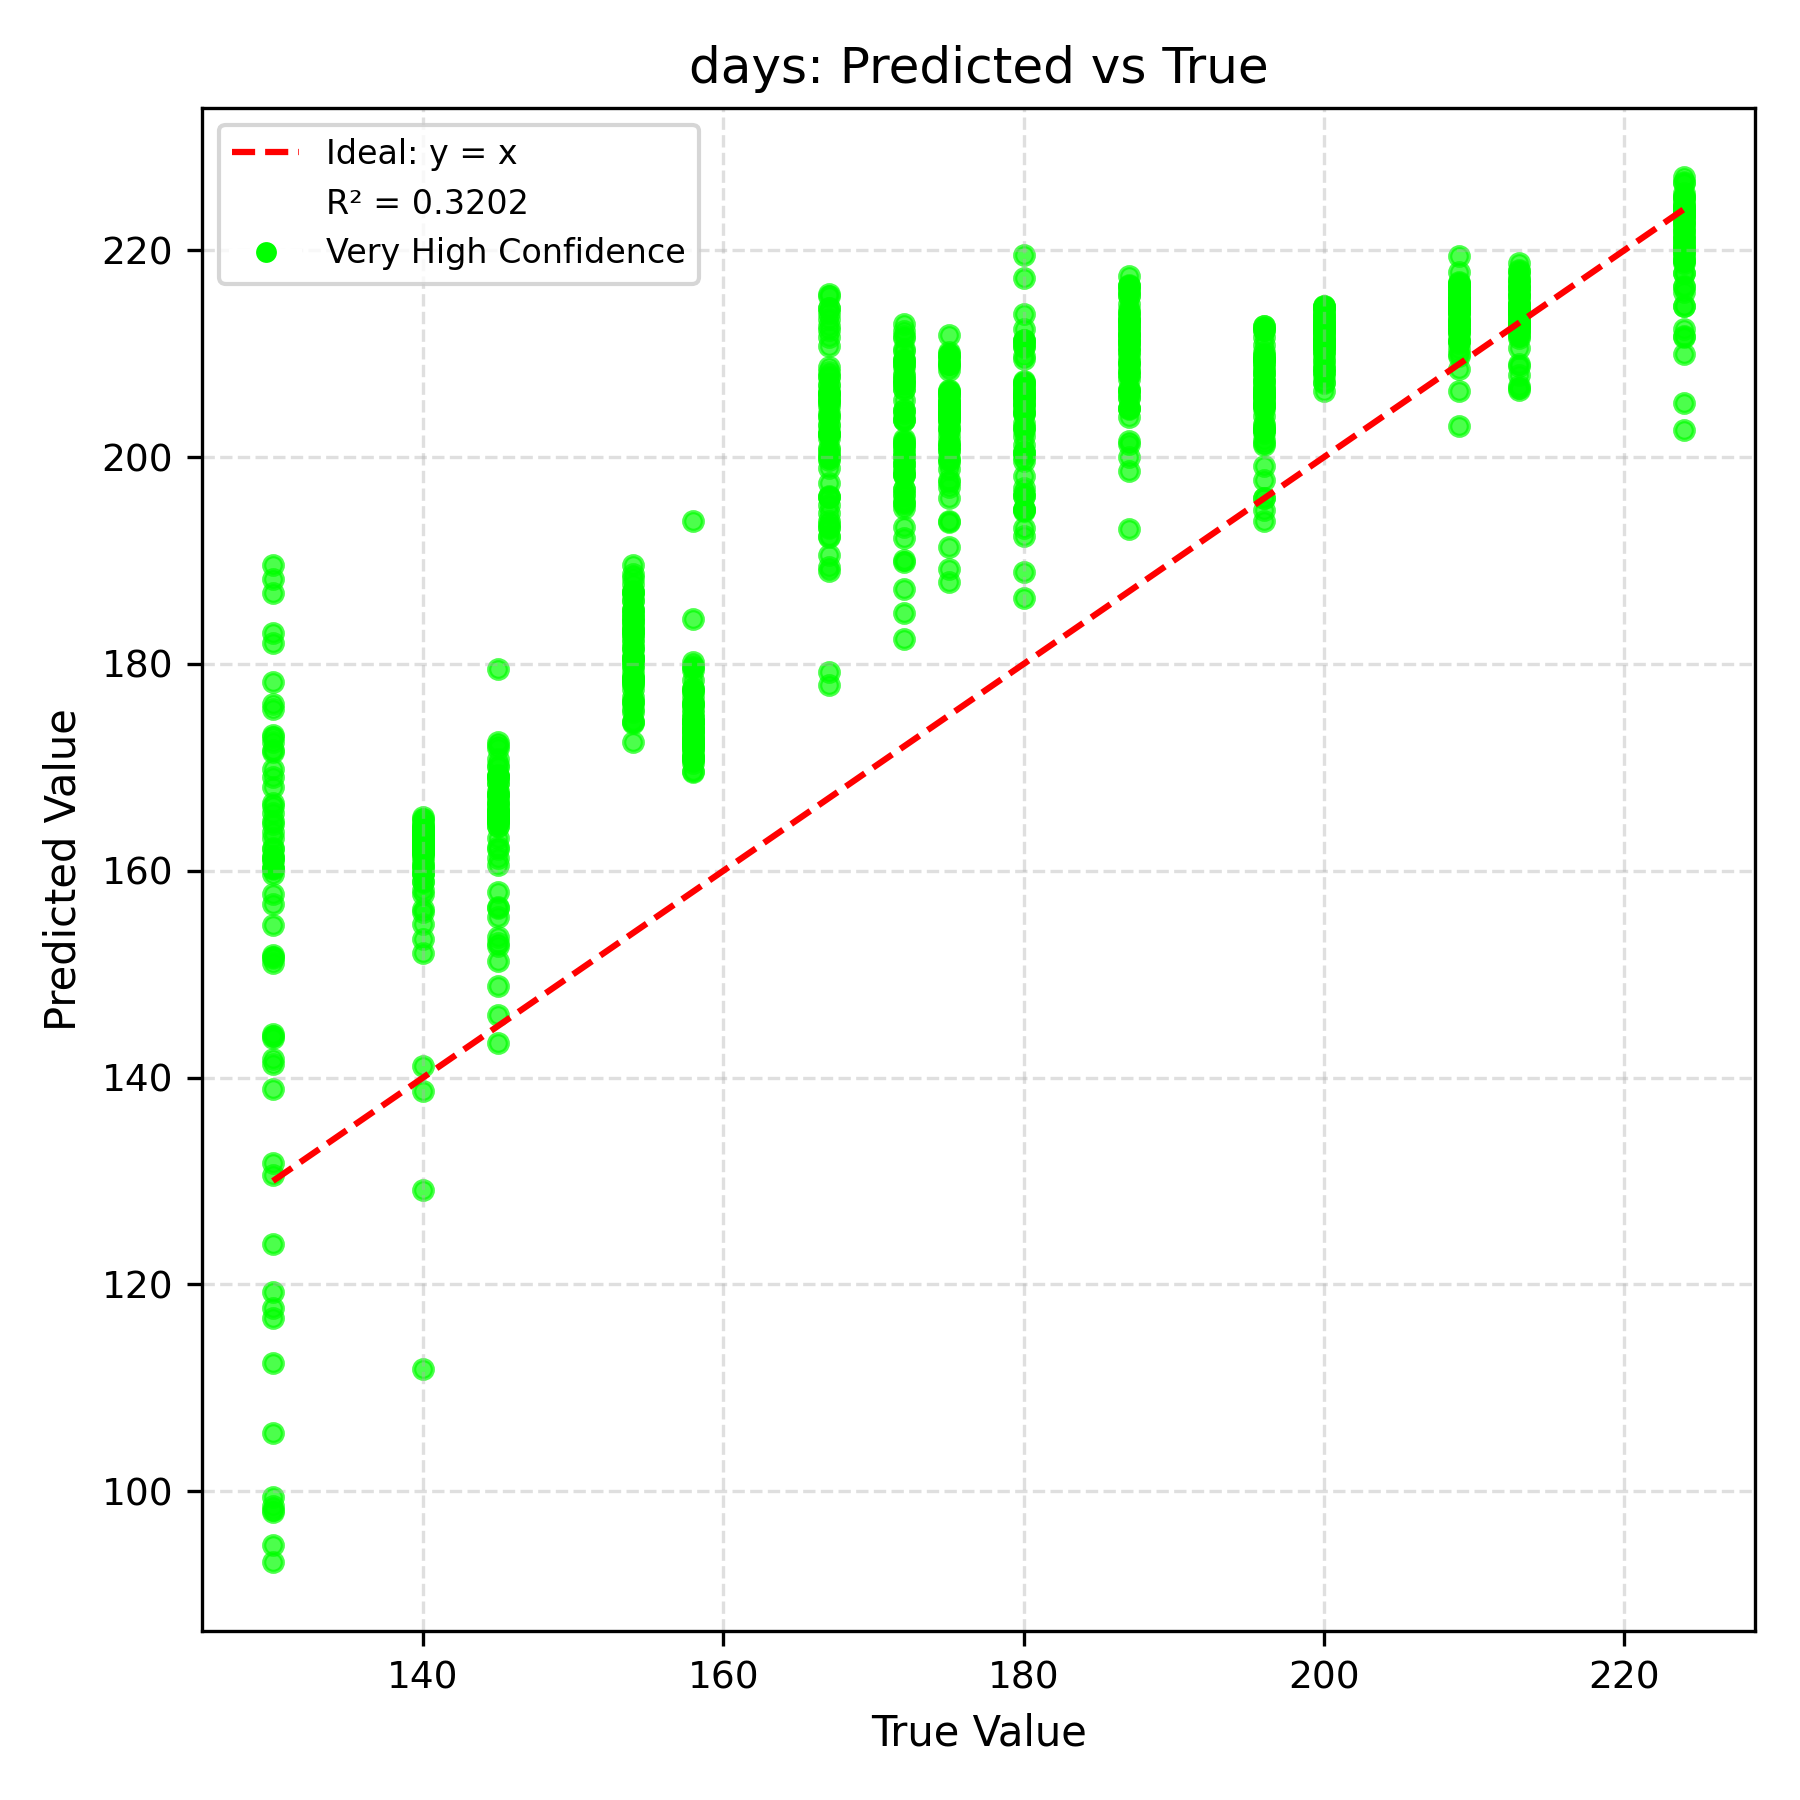 days: Predicted vs True
Ideal: y = x
R² = 0.3202
Very High Confidence
220
200
180
160
140
120
100
Predicted Value
140
160
180
200
220
True Value